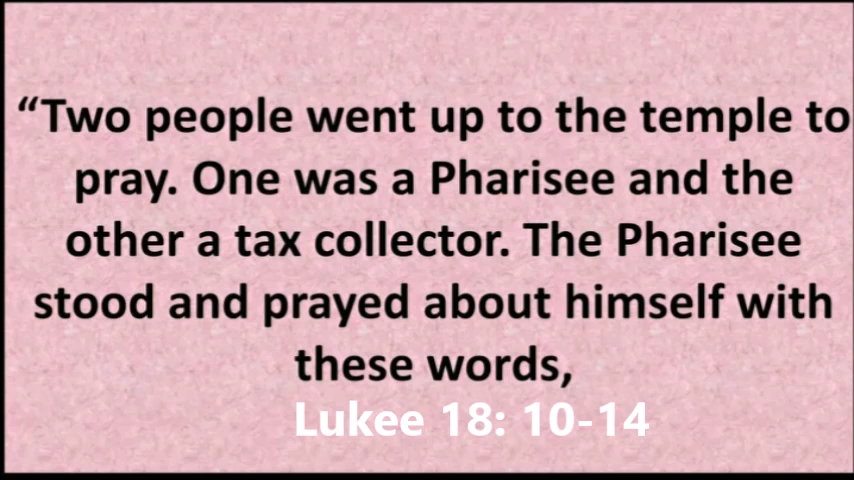 “Two people went up to the temple to
pray. One was a Pharisee and the
other a tax collector. The Pharisee
stood and prayed about himself with
these words,
Lukee 18: 10-14